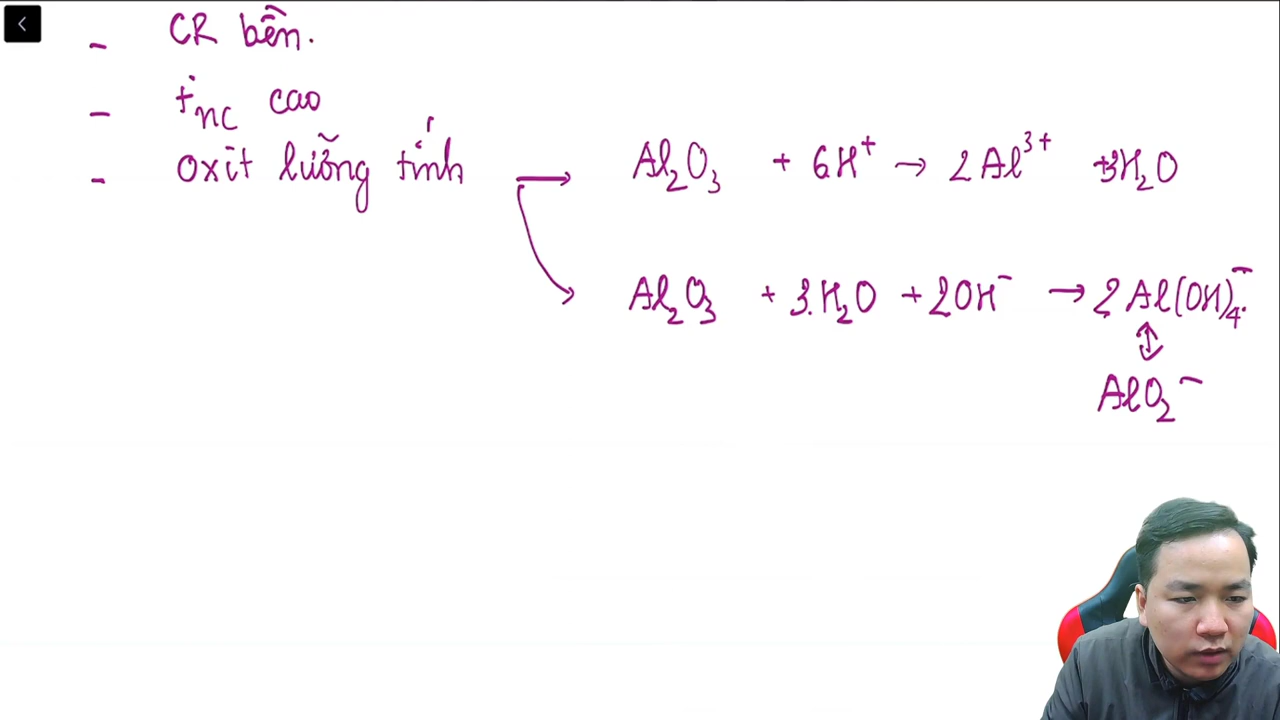 - CR bền.
- t°nc cao
- oxit lưỡng tính → Al₂O₃ + 6H⁺ → 2Al³⁺ + 3H₂O
Al₂O₃ + 3H₂O + 2OH⁻ → 2Al(OH)₄⁻
↕
AlO₂⁻